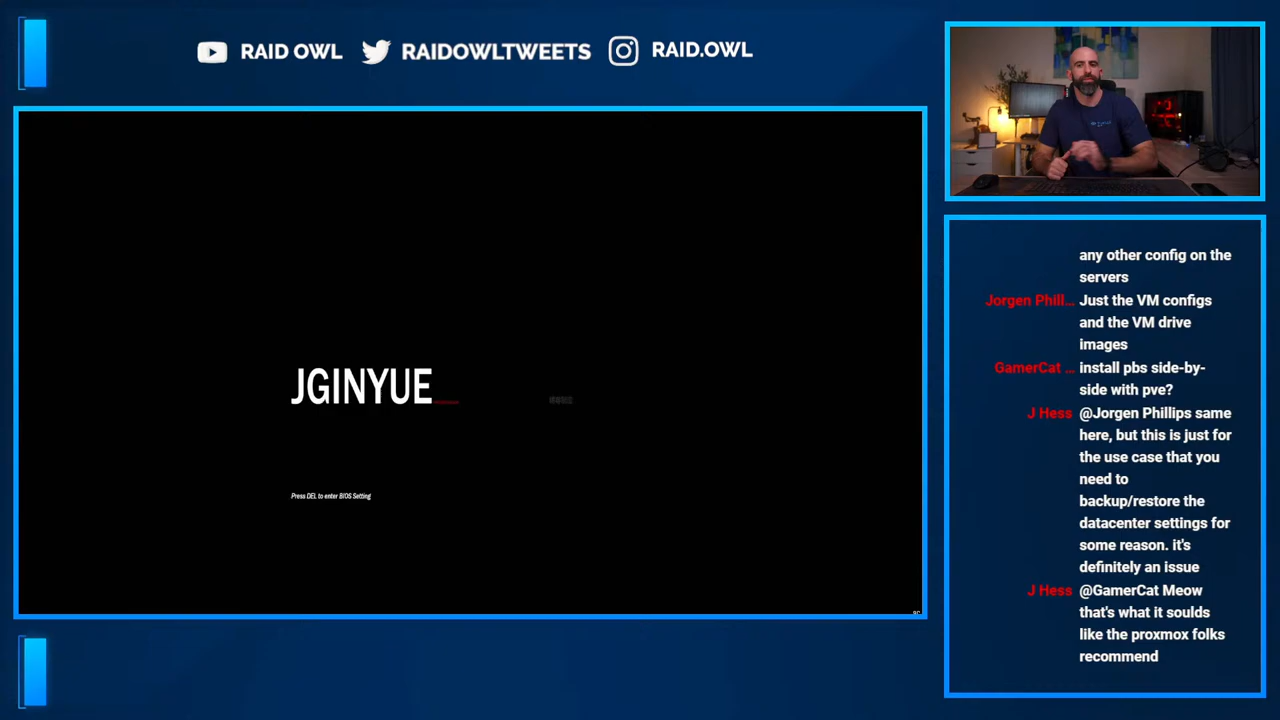 RAID OWL RAIDOWLTWEETS RAID.OWL
JGINYUE
Press DEL to enter BIOS Setting
any other config on the
servers
Jorgen Phill... Just the VM configs
and the VM drive
images
GamerCat ... install pbs side-by-
side with pve?
J Hess @Jorgen Phillips same
here, but this is just for
the use case that you
need to
backup/restore the
datacenter settings for
some reason. it's
definitely an issue
J Hess @GamerCat Meow
that's what it soulds
like the proxmox folks
recommend